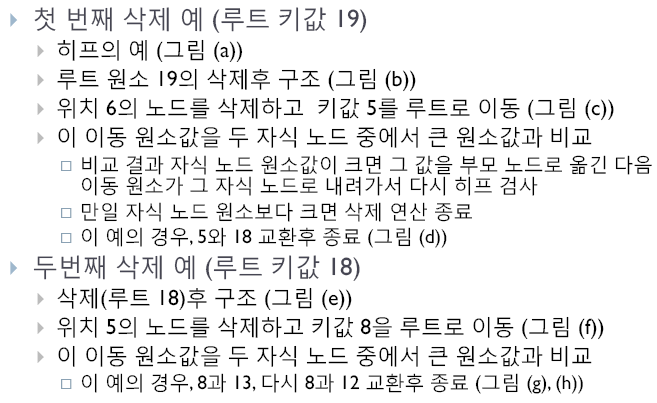 첫 번째 삭제 예 (루트 키값 19)
히프의 예 (그림 (a))
루트 원소 19의 삭제후 구조 (그림 (b))
위치 6의 노드를 삭제하고 키값 5를 루트로 이동 (그림 (c))
이 이동 원소값을 두 자식 노드 중에서 큰 원소값과 비교
비교 결과 자식 노드 원소값이 크면 그 값을 부모 노드로 옮긴 다음
이동 원소가 그 자식 노드로 내려가서 다시 히프 검사
만일 자식 노드 원소보다 크면 삭제 연산 종료
이 예의 경우, 5와 18 교환후 종료 (그림 (d))
두번째 삭제 예 (루트 키값 18)
삭제(루트 18)후 구조 (그림 (e))
위치 5의 노드를 삭제하고 키값 8을 루트로 이동 (그림 (f))
이 이동 원소값을 두 자식 노드 중에서 큰 원소값과 비교
이 예의 경우, 8과 13, 다시 8과 12 교환후 종료 (그림 (g), (h))